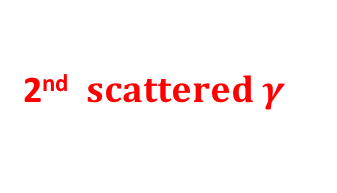 2nd scattered γ